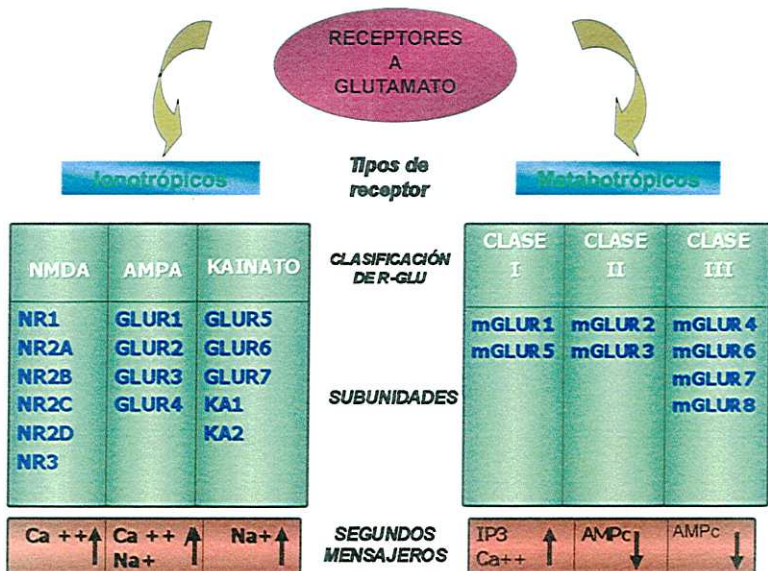 RECEPTORES
A
GLUTAMATO
Ionotrópicos
Tipos de
receptor
Metabotrópicos
NMDA
AMPA
KAINATO
CLASIFICACIÓN
DE R-GLU
CLASE
I
CLASE
II
CLASE
III
NR1
NR2A
NR2B
NR2C
NR2D
NR3
GLUR1
GLUR2
GLUR3
GLUR4
GLUR5
GLUR6
GLUR7
KA1
KA2
SUBUNIDADES
mGLUR1
mGLUR5
mGLUR2
mGLUR3
mGLUR4
mGLUR6
mGLUR7
mGLUR8
Ca ++
Ca ++
Na+
Na+
SEGUNDOS
MENSAJEROS
IP3
Ca++
AMPc
AMPc